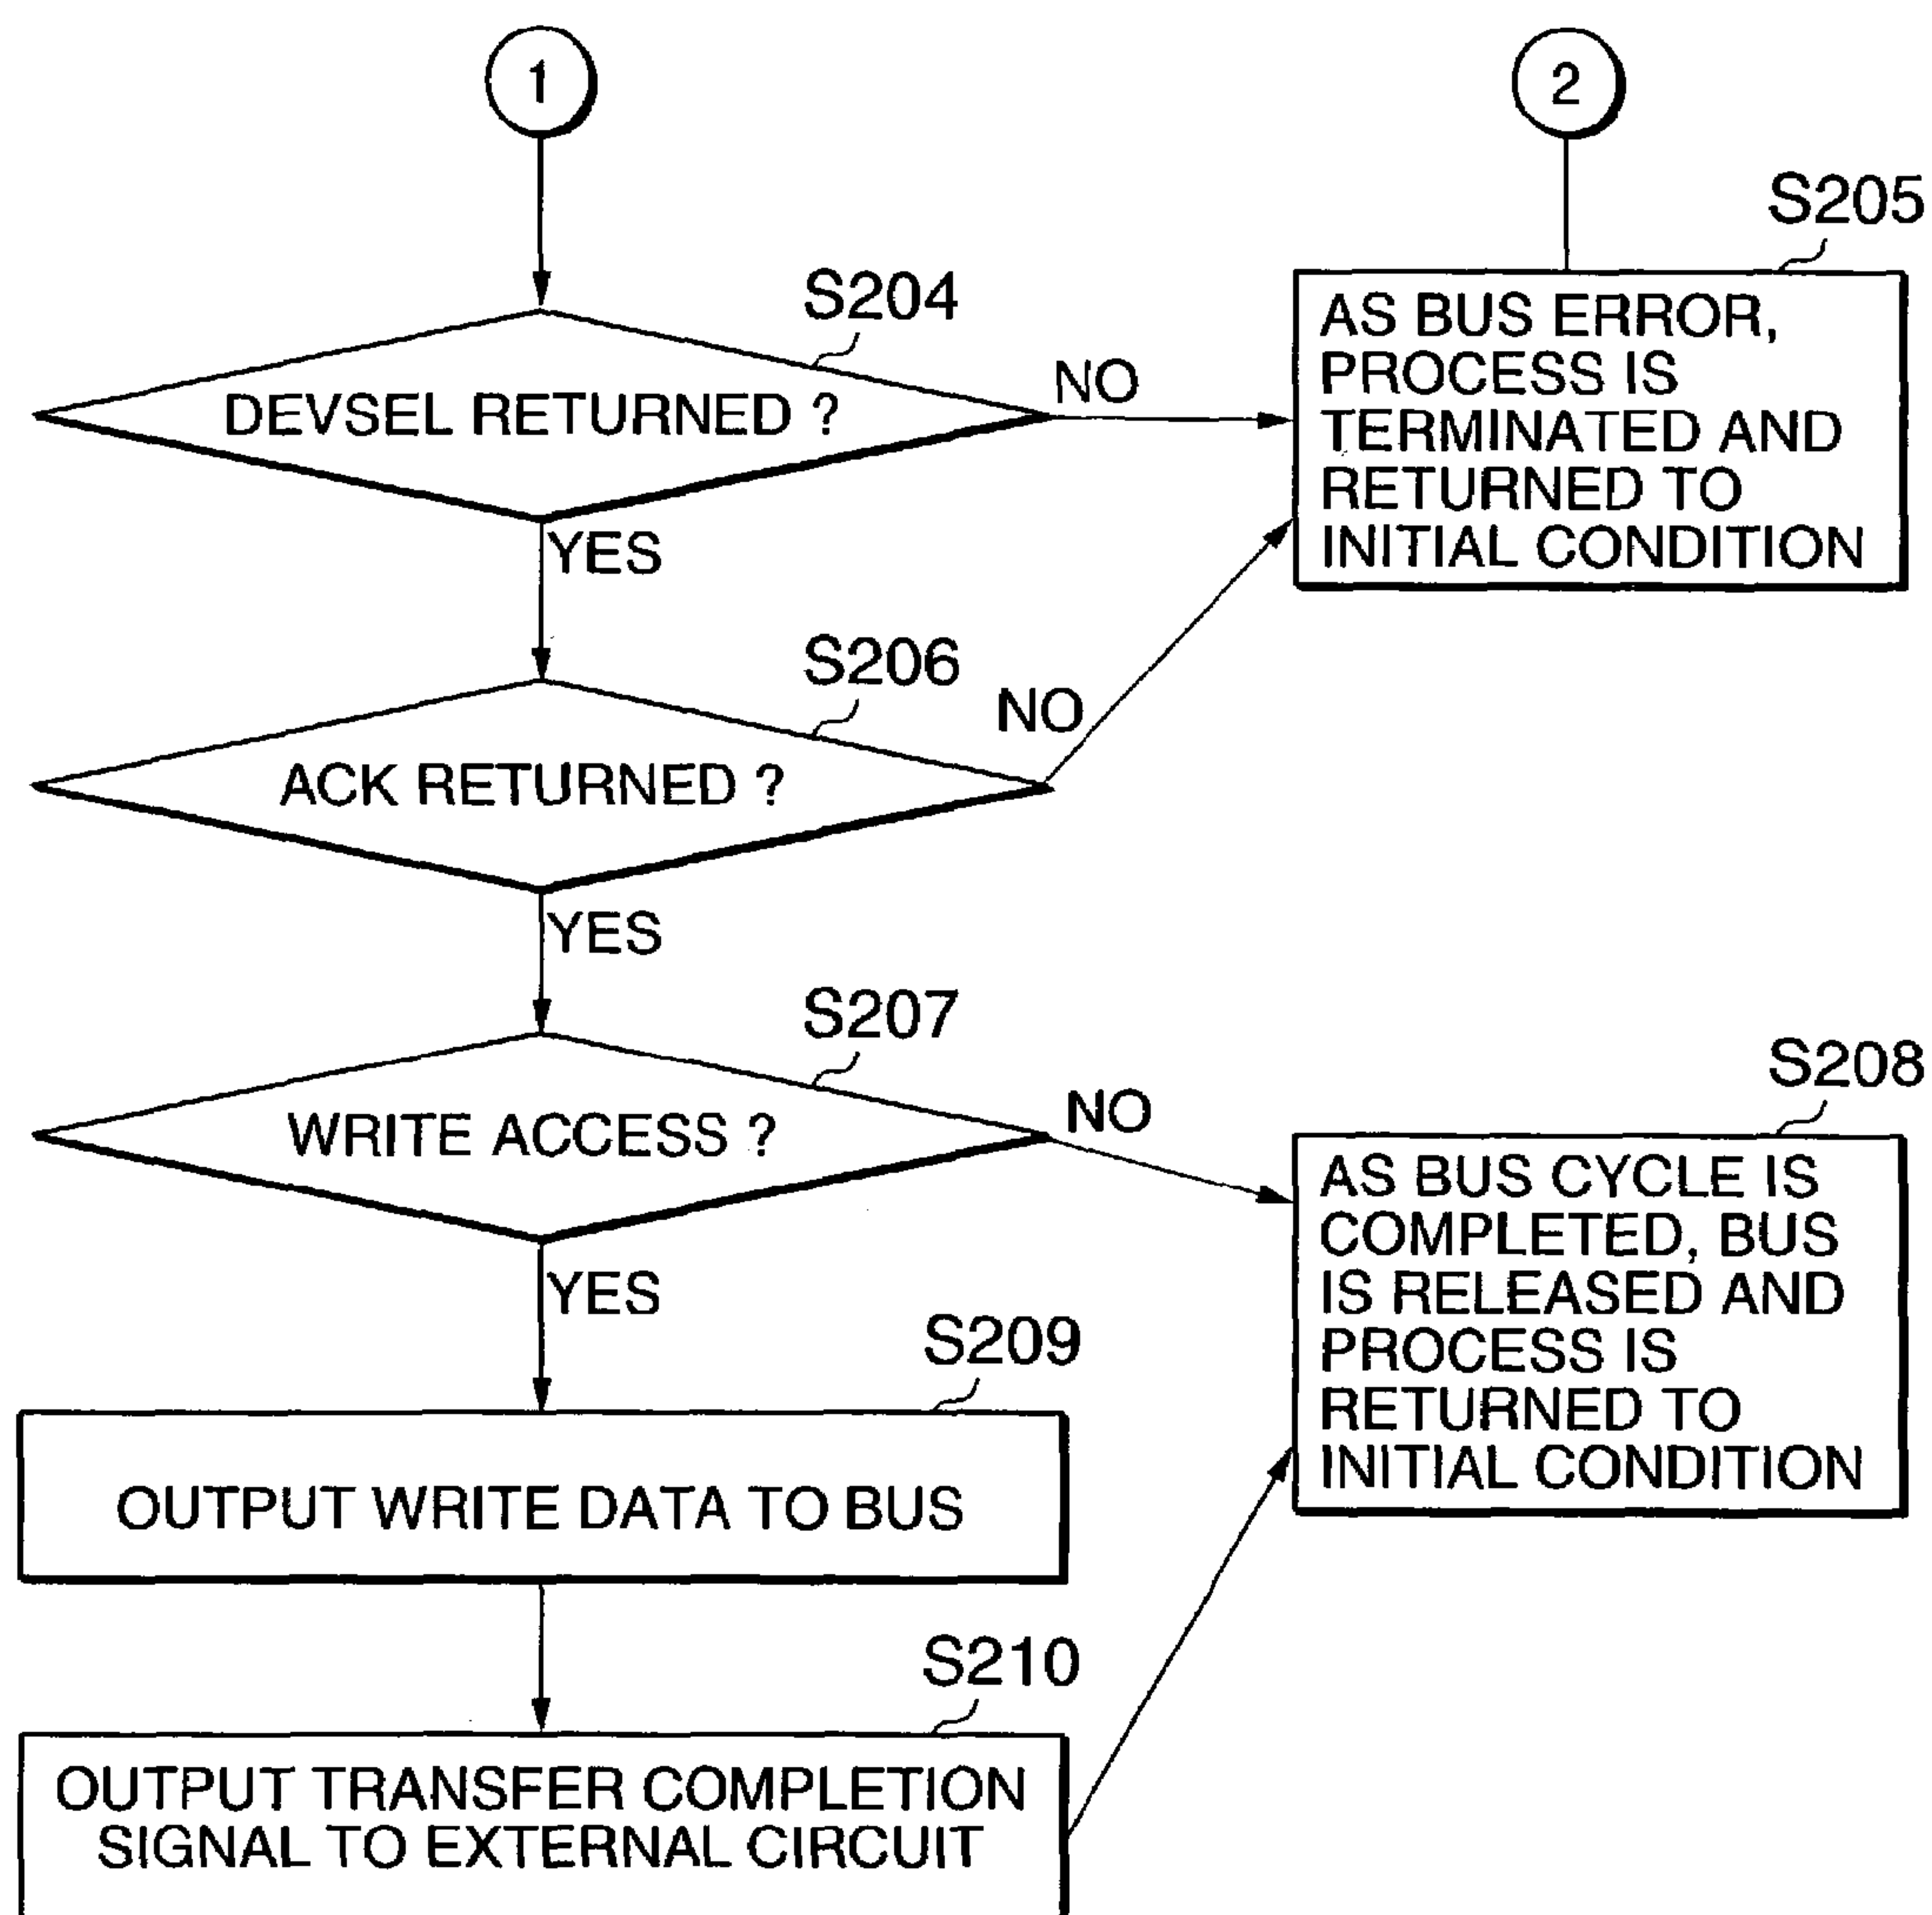 1
2
S205
AS BUS ERROR,
PROCESS IS
TERMINATED AND
RETURNED TO
INITIAL CONDITION
S204
DEVSEL RETURNED ?
NO
YES
S206
ACK RETURNED ?
NO
YES
S207
WRITE ACCESS ?
NO
YES
S208
AS BUS CYCLE IS
COMPLETED, BUS
IS RELEASED AND
PROCESS IS
RETURNED TO
INITIAL CONDITION
S209
OUTPUT WRITE DATA TO BUS
S210
OUTPUT TRANSFER COMPLETION
SIGNAL TO EXTERNAL CIRCUIT